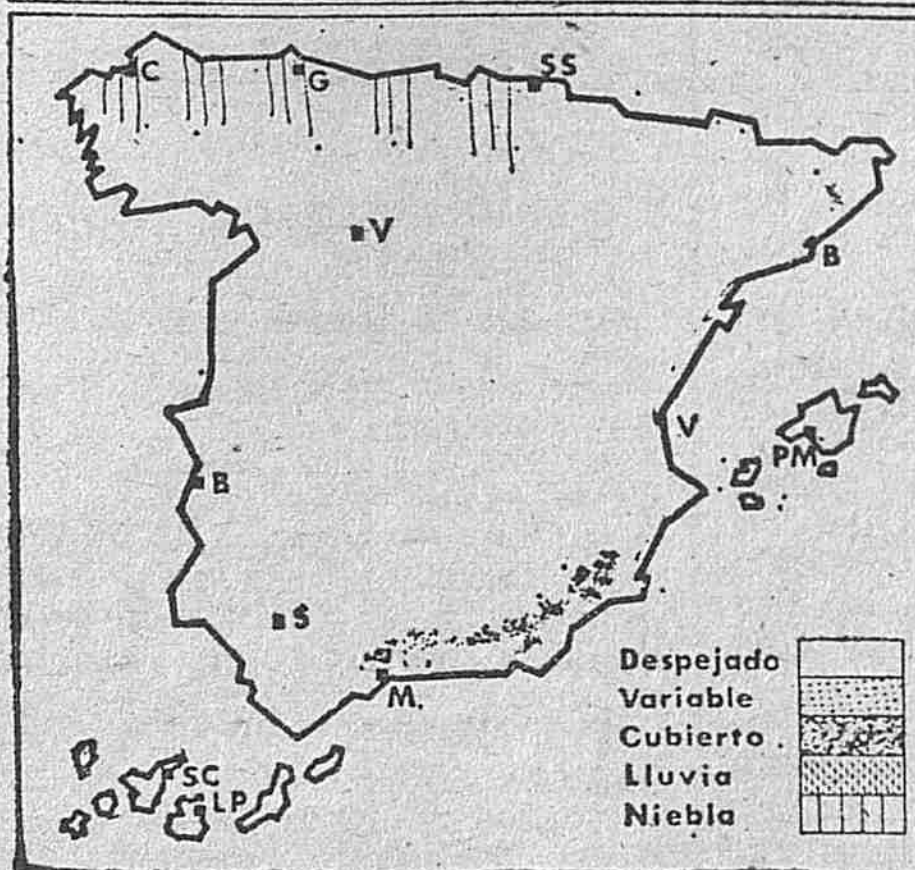 C
G
SS
V
B
V
PM
B
S
M.
SC
LP
Despejado
Variable
Cubierto .
Lluvia
Niebla